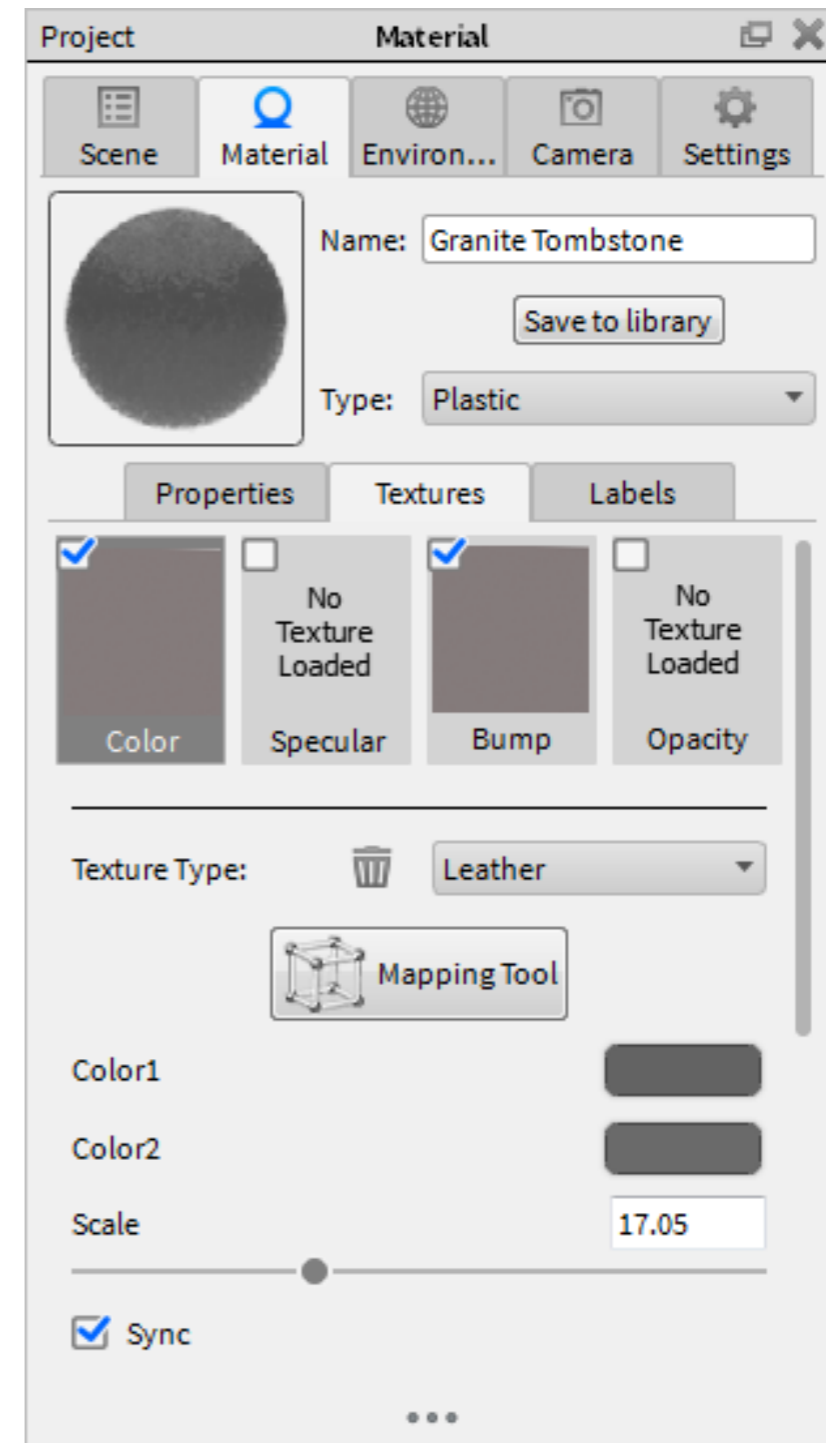 Project Material
Scene Material Environ... Camera Settings
Name: Granite Tombstone
Save to library
Type: Plastic
Properties Textures Labels
No
Texture
Loaded
No
Texture
Loaded
Color Specular Bump Opacity
Texture Type: Leather
Mapping Tool
Color1
Color2
Scale 17.05
Sync